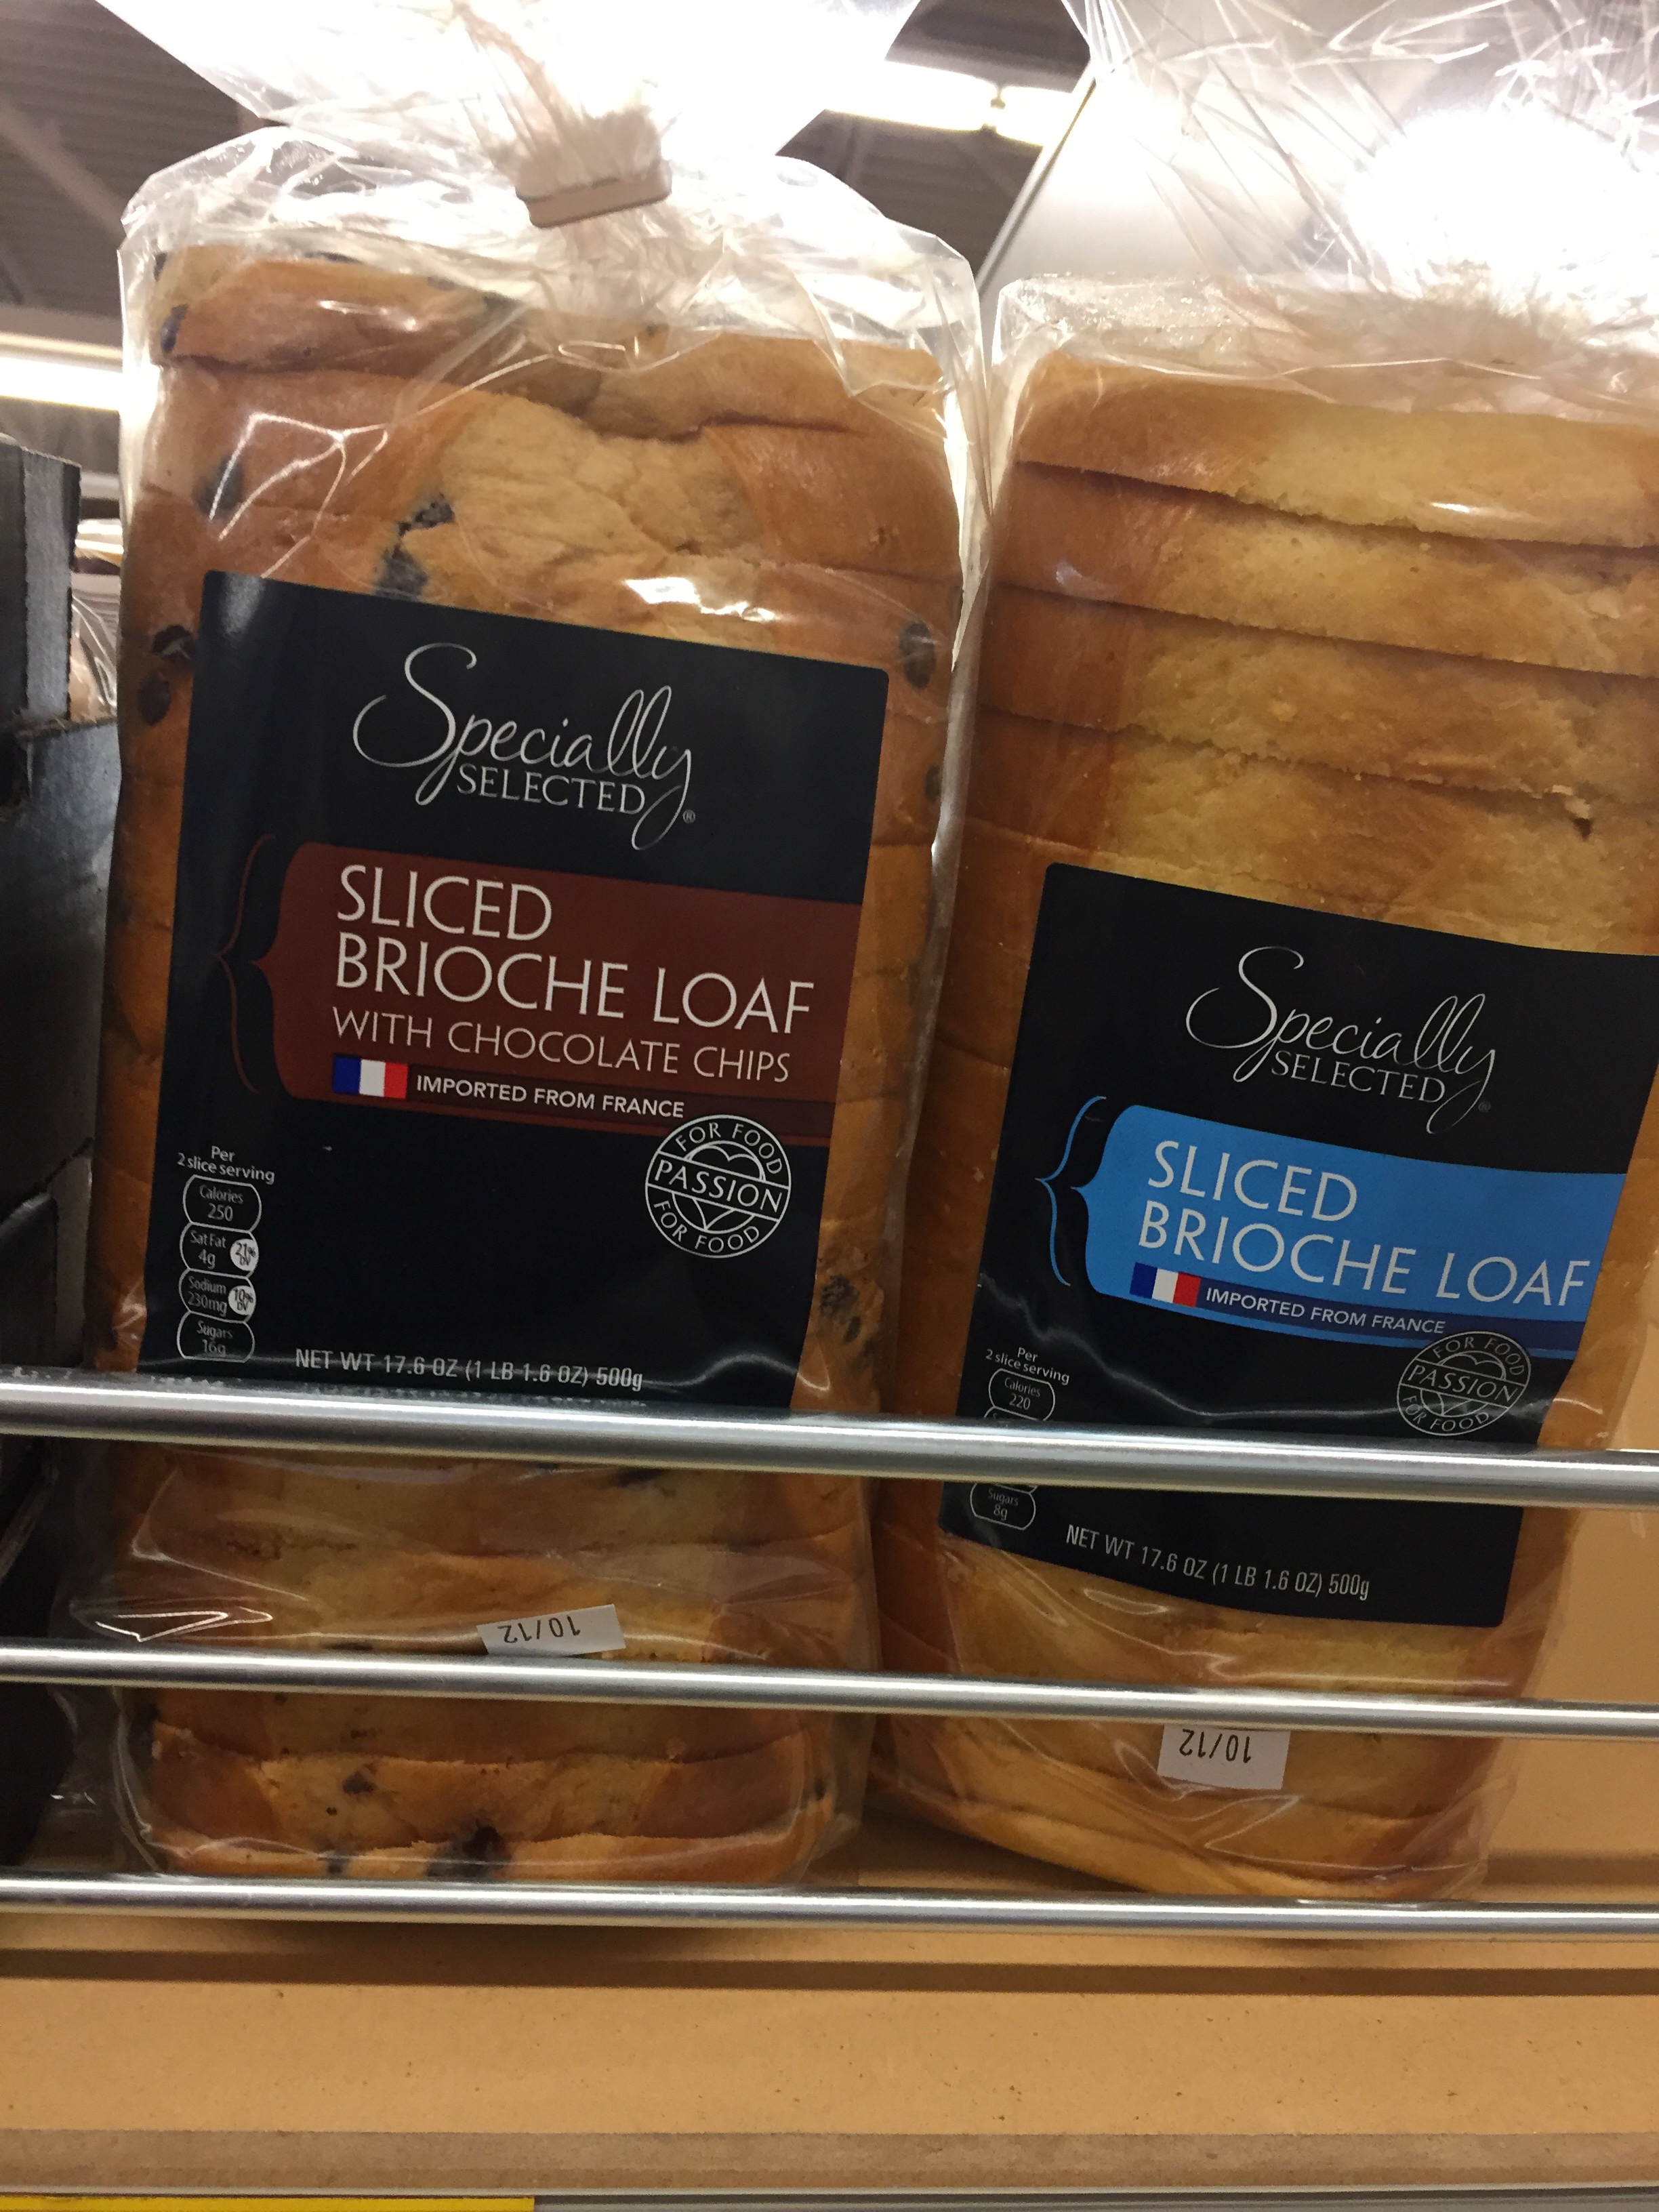 Specially
SELECTED®
SLICED
BRIOCHE LOAF
WITH CHOCOLATE CHIPS
IMPORTED FROM FRANCE
FOR FOOD
PASSION
FOR FOOD
Per
2 slice serving
Calories
250
Sat Fat
4g
21%
DV
Sodium
230mg
10%
DV
Sugars
16g
NET WT 17.6 OZ (1 LB 1.6 OZ) 500g
10/12
Specially
SELECTED®
SLICED
BRIOCHE LOAF
IMPORTED FROM FRANCE
FOR FOOD
PASSION
FOR FOOD
Per
2 slice serving
Calories
220
Sugars
8g
NET WT 17.6 OZ (1 LB 1.6 OZ) 500g
10/12